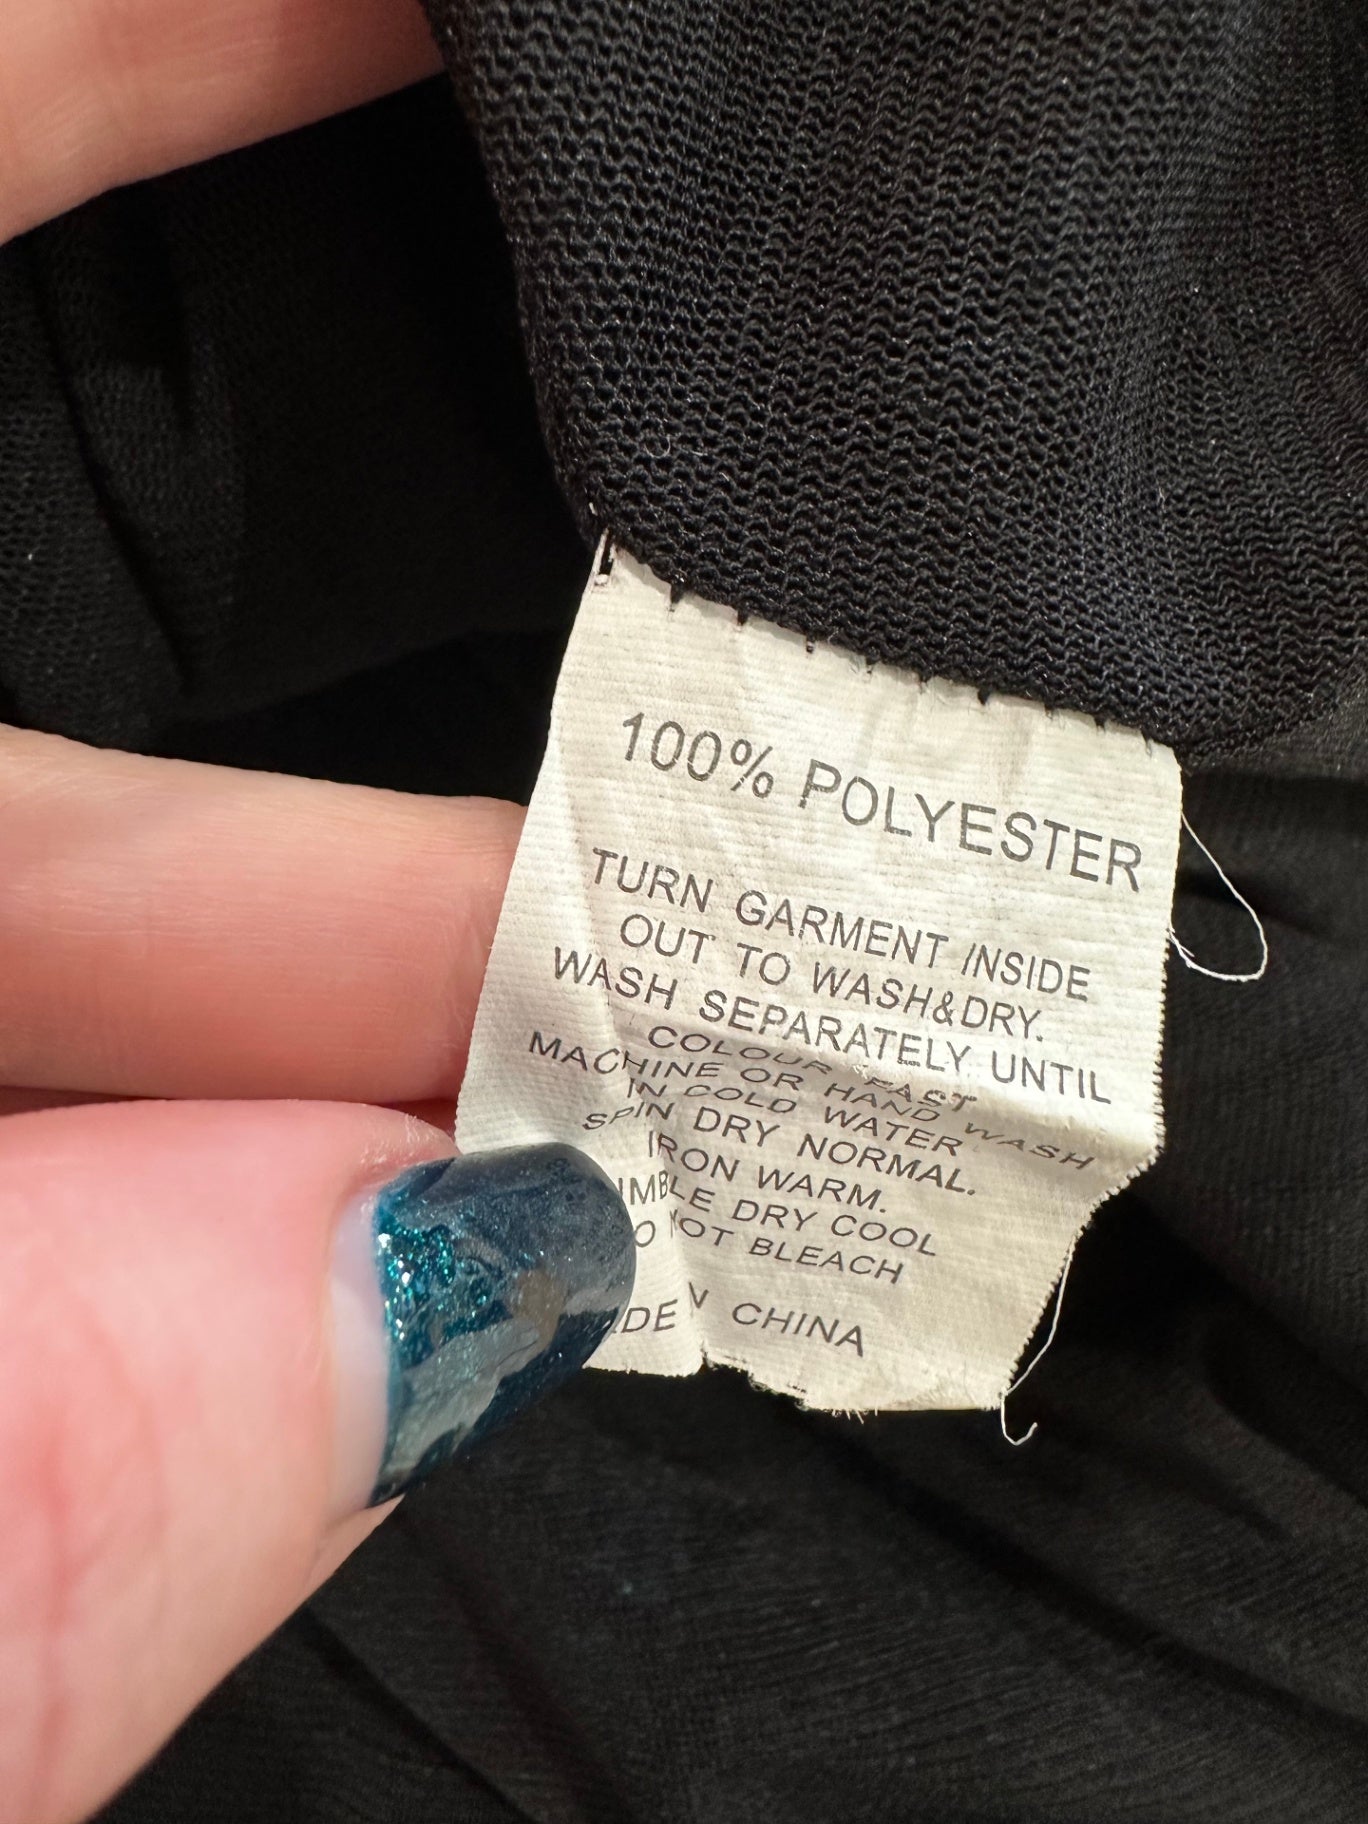 100% POLYESTER
TURN GARMENT INSIDE
OUT TO WASH&DRY.
WASH SEPARATELY UNTIL
COLOUR FAST
MACHINE OR HAND WASH
IN COLD WATER
SPIN DRY NORMAL.
IRON WARM.
DRY COOL
NOT BLEACH
CHINA